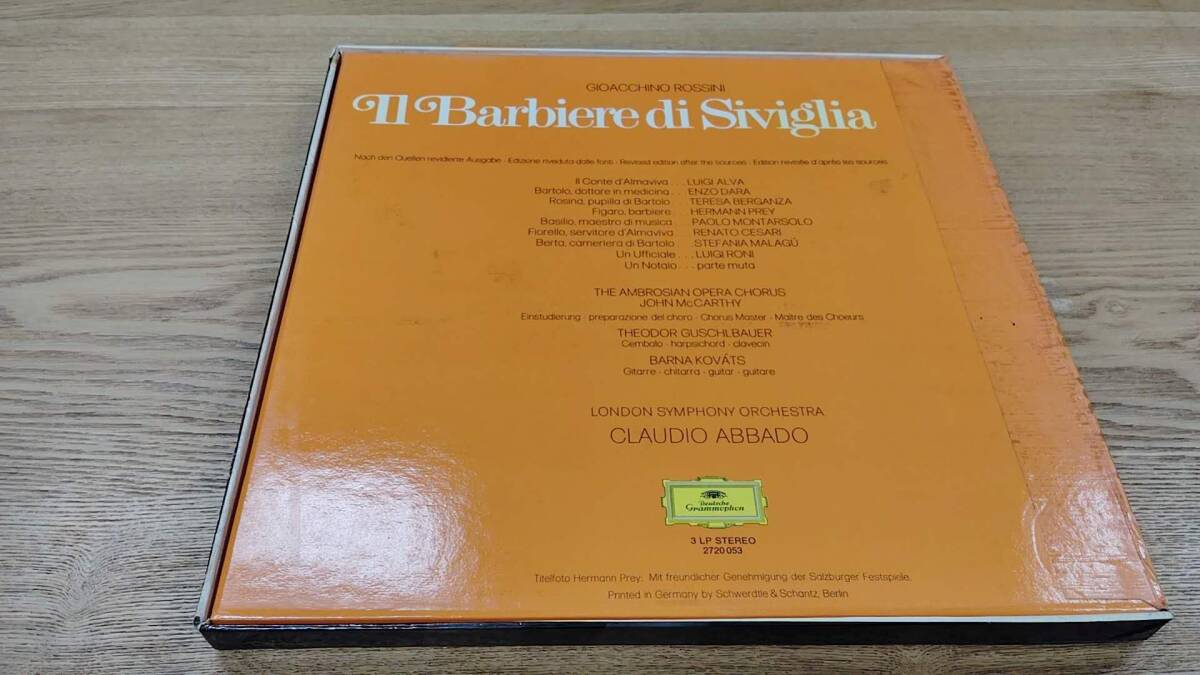 GIOACCHINO ROSSINI
Il Barbiere di Siviglia
Nach den Quellen revidierte Ausgabe · Edizione riveduta dalle fonti · Revised edition after the sources · Edition revisée d'après les sources
Il Conte d'Almaviva . . . LUIGI ALVA
Bartolo, dottore in medicina . . ENZO DARA
Rosina, pupilla di Bartolo . . TERESA BERGANZA
Figaro, barbiere . HERMANN PREY
Basilio, maestro di musica . PAOLO MONTARSOLO
Fiorello, servitore d'Almaviva . . RENATO CESARI
Berta, cameriera di Bartolo . . STEFANIA MALAGÙ
Un Ufficiale . . . LUIGI RONI
Un Notaio . . . parte muta
THE AMBROSIAN OPERA CHORUS
JOHN McCARTHY
Einstudierung · preparazione del choro · Chorus Master · Maître des Choeurs
THEODOR GUSCHLBAUER
Cembalo · harpsichord · clavecin
BARNA KOVÁTS
Gitarre · chitarra · guitar · guitare
LONDON SYMPHONY ORCHESTRA
CLAUDIO ABBADO
Deutsche
Grammophon
3 LP STEREO
2720 053
Titelfoto Hermann Prey: Mit freundlicher Genehmigung der Salzburger Festspiele.
Printed in Germany by Schwerdtle & Schantz, Berlin